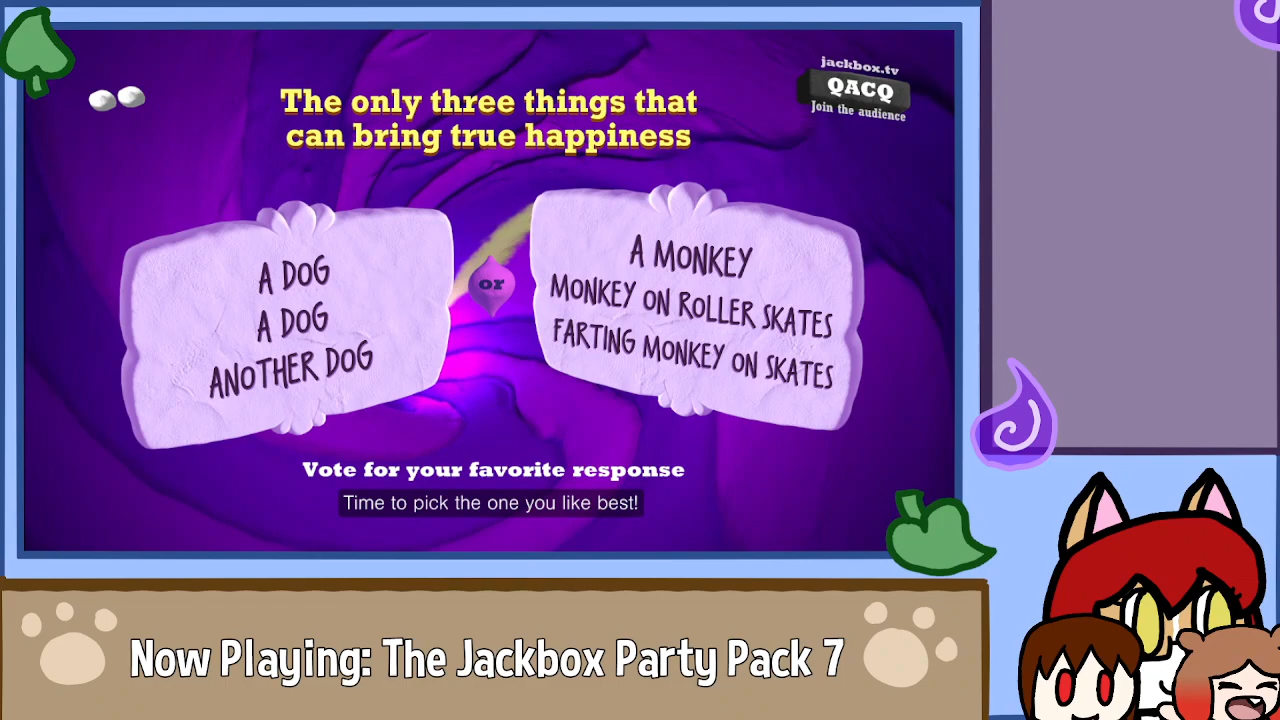 jackbox.tv
QACQ
Join the audience
The only three things that
can bring true happiness
A DOG
A DOG
ANOTHER DOG
or
A MONKEY
MONKEY ON ROLLER SKATES
FARTING MONKEY ON SKATES
Vote for your favorite response
Time to pick the one you like best!
Now Playing: The Jackbox Party Pack 7